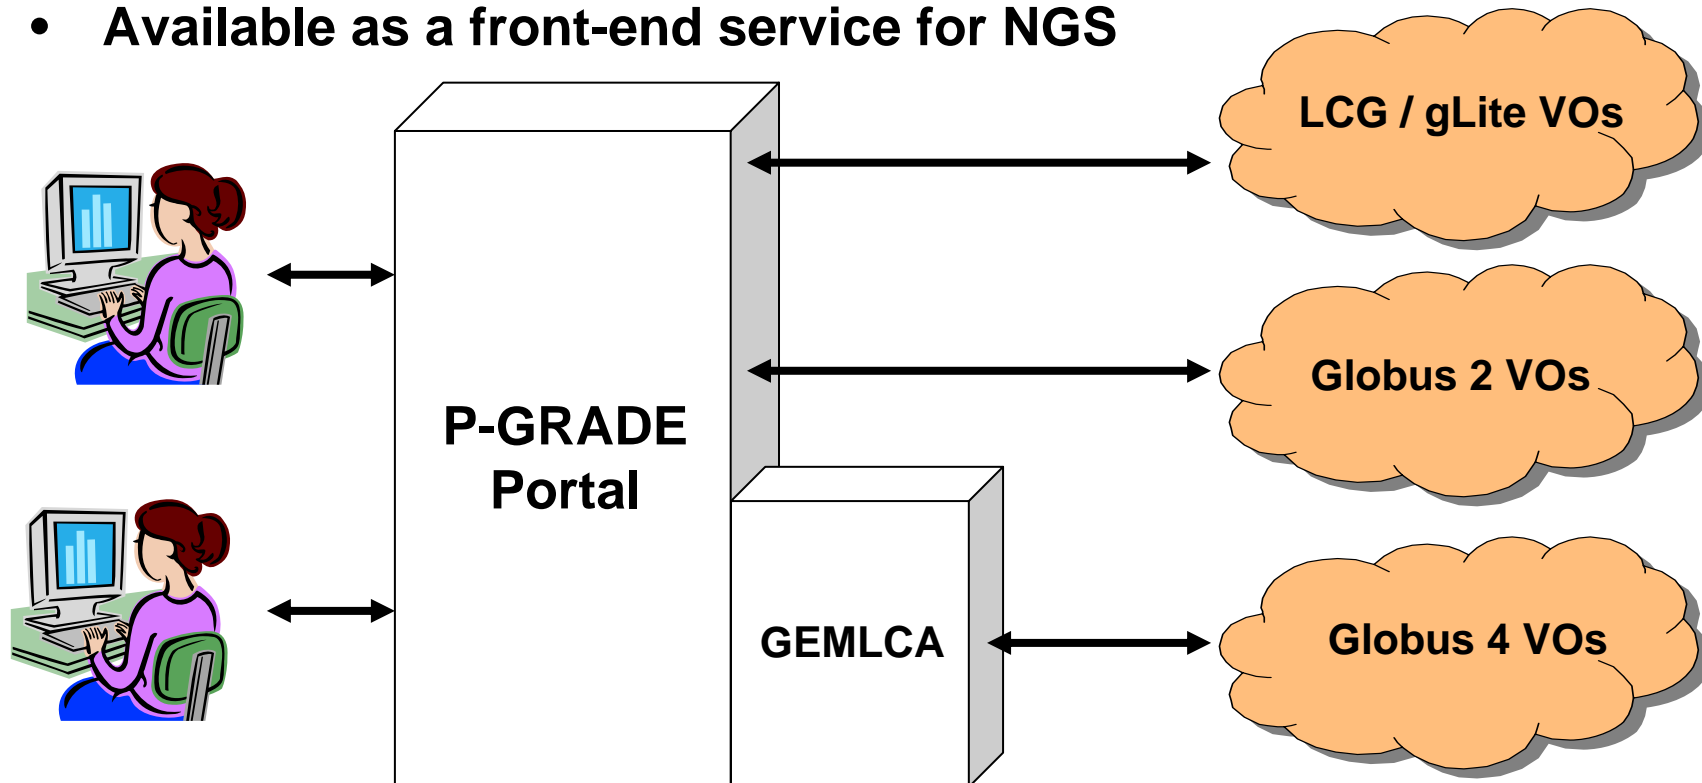 • Available as a front-end service for NGS
LCG / gLite VOs
Globus 2 VOs
P-GRADE
Portal
GEMLCA
Globus 4 VOs